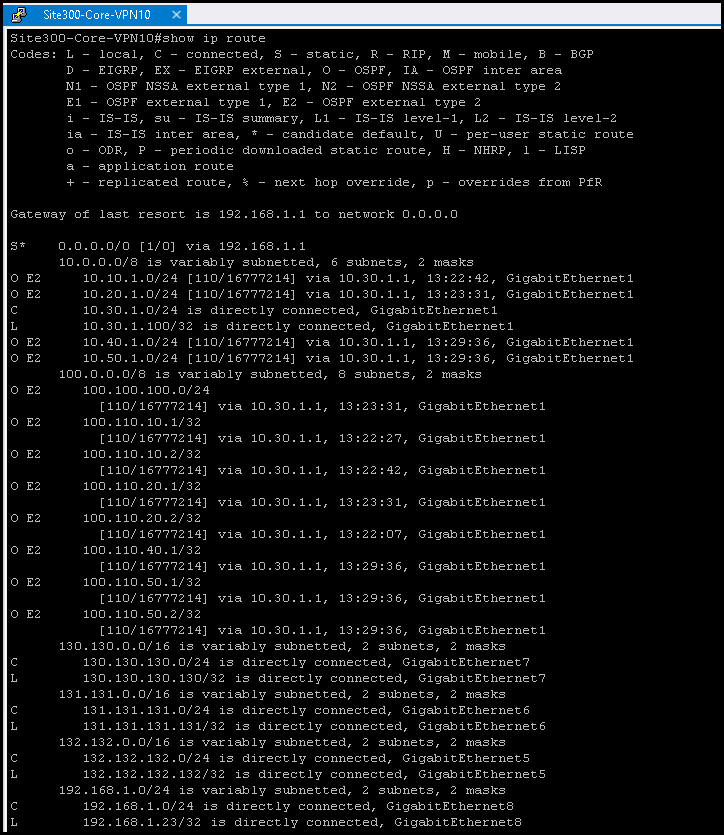 Site300-Core-VPN10
Site300-Core-VPN10#show ip route
Codes: L - local, C - connected, S - static, R - RIP, M - mobile, B - BGP
D - EIGRP, EX - EIGRP external, O - OSPF, IA - OSPF inter area
N1 - OSPF NSSA external type 1, N2 - OSPF NSSA external type 2
E1 - OSPF external type 1, E2 - OSPF external type 2
i - IS-IS, su - IS-IS summary, L1 - IS-IS level-1, L2 - IS-IS level-2
ia - IS-IS inter area, * - candidate default, U - per-user static route
o - ODR, P - periodic downloaded static route, H - NHRP, l - LISP
a - application route
+ - replicated route, % - next hop override, p - overrides from PfR
Gateway of last resort is 192.168.1.1 to network 0.0.0.0
S* 0.0.0.0/0 [1/0] via 192.168.1.1
10.0.0.0/8 is variably subnetted, 6 subnets, 2 masks
O E2 10.10.1.0/24 [110/16777214] via 10.30.1.1, 13:22:42, GigabitEthernet1
O E2 10.20.1.0/24 [110/16777214] via 10.30.1.1, 13:23:31, GigabitEthernet1
C 10.30.1.0/24 is directly connected, GigabitEthernet1
L 10.30.1.100/32 is directly connected, GigabitEthernet1
O E2 10.40.1.0/24 [110/16777214] via 10.30.1.1, 13:29:36, GigabitEthernet1
O E2 10.50.1.0/24 [110/16777214] via 10.30.1.1, 13:29:36, GigabitEthernet1
100.0.0.0/8 is variably subnetted, 8 subnets, 2 masks
O E2 100.100.100.0/24
[110/16777214] via 10.30.1.1, 13:23:31, GigabitEthernet1
O E2 100.110.10.1/32
[110/16777214] via 10.30.1.1, 13:22:27, GigabitEthernet1
O E2 100.110.10.2/32
[110/16777214] via 10.30.1.1, 13:22:42, GigabitEthernet1
O E2 100.110.20.1/32
[110/16777214] via 10.30.1.1, 13:23:31, GigabitEthernet1
O E2 100.110.20.2/32
[110/16777214] via 10.30.1.1, 13:22:07, GigabitEthernet1
O E2 100.110.40.1/32
[110/16777214] via 10.30.1.1, 13:29:36, GigabitEthernet1
O E2 100.110.50.1/32
[110/16777214] via 10.30.1.1, 13:29:36, GigabitEthernet1
O E2 100.110.50.2/32
[110/16777214] via 10.30.1.1, 13:29:36, GigabitEthernet1
130.130.0.0/16 is variably subnetted, 2 subnets, 2 masks
C 130.130.130.0/24 is directly connected, GigabitEthernet7
L 130.130.130.130/32 is directly connected, GigabitEthernet7
131.131.0.0/16 is variably subnetted, 2 subnets, 2 masks
C 131.131.131.0/24 is directly connected, GigabitEthernet6
L 131.131.131.131/32 is directly connected, GigabitEthernet6
132.132.0.0/16 is variably subnetted, 2 subnets, 2 masks
C 132.132.132.0/24 is directly connected, GigabitEthernet5
L 132.132.132.132/32 is directly connected, GigabitEthernet5
192.168.1.0/24 is variably subnetted, 2 subnets, 2 masks
C 192.168.1.0/24 is directly connected, GigabitEthernet8
L 192.168.1.23/32 is directly connected, GigabitEthernet8